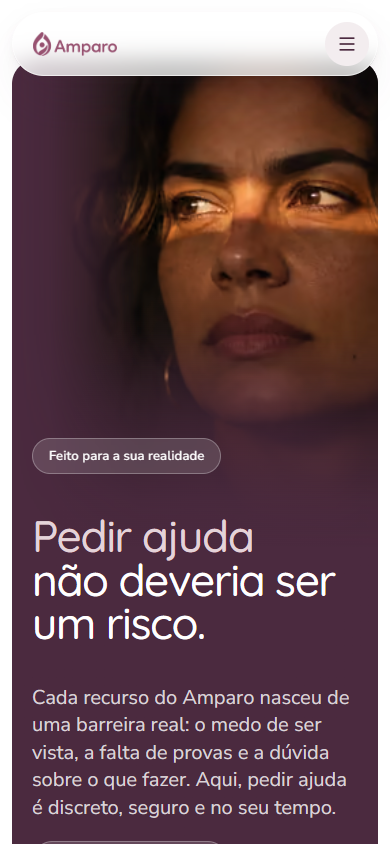 Amparo
Feito para a sua realidade
Pedir ajuda
não deveria ser
um risco.
Cada recurso do Amparo nasceu de
uma barreira real: o medo de ser
vista, a falta de provas e a dúvida
sobre o que fazer. Aqui, pedir ajuda
é discreto, seguro e no seu tempo.